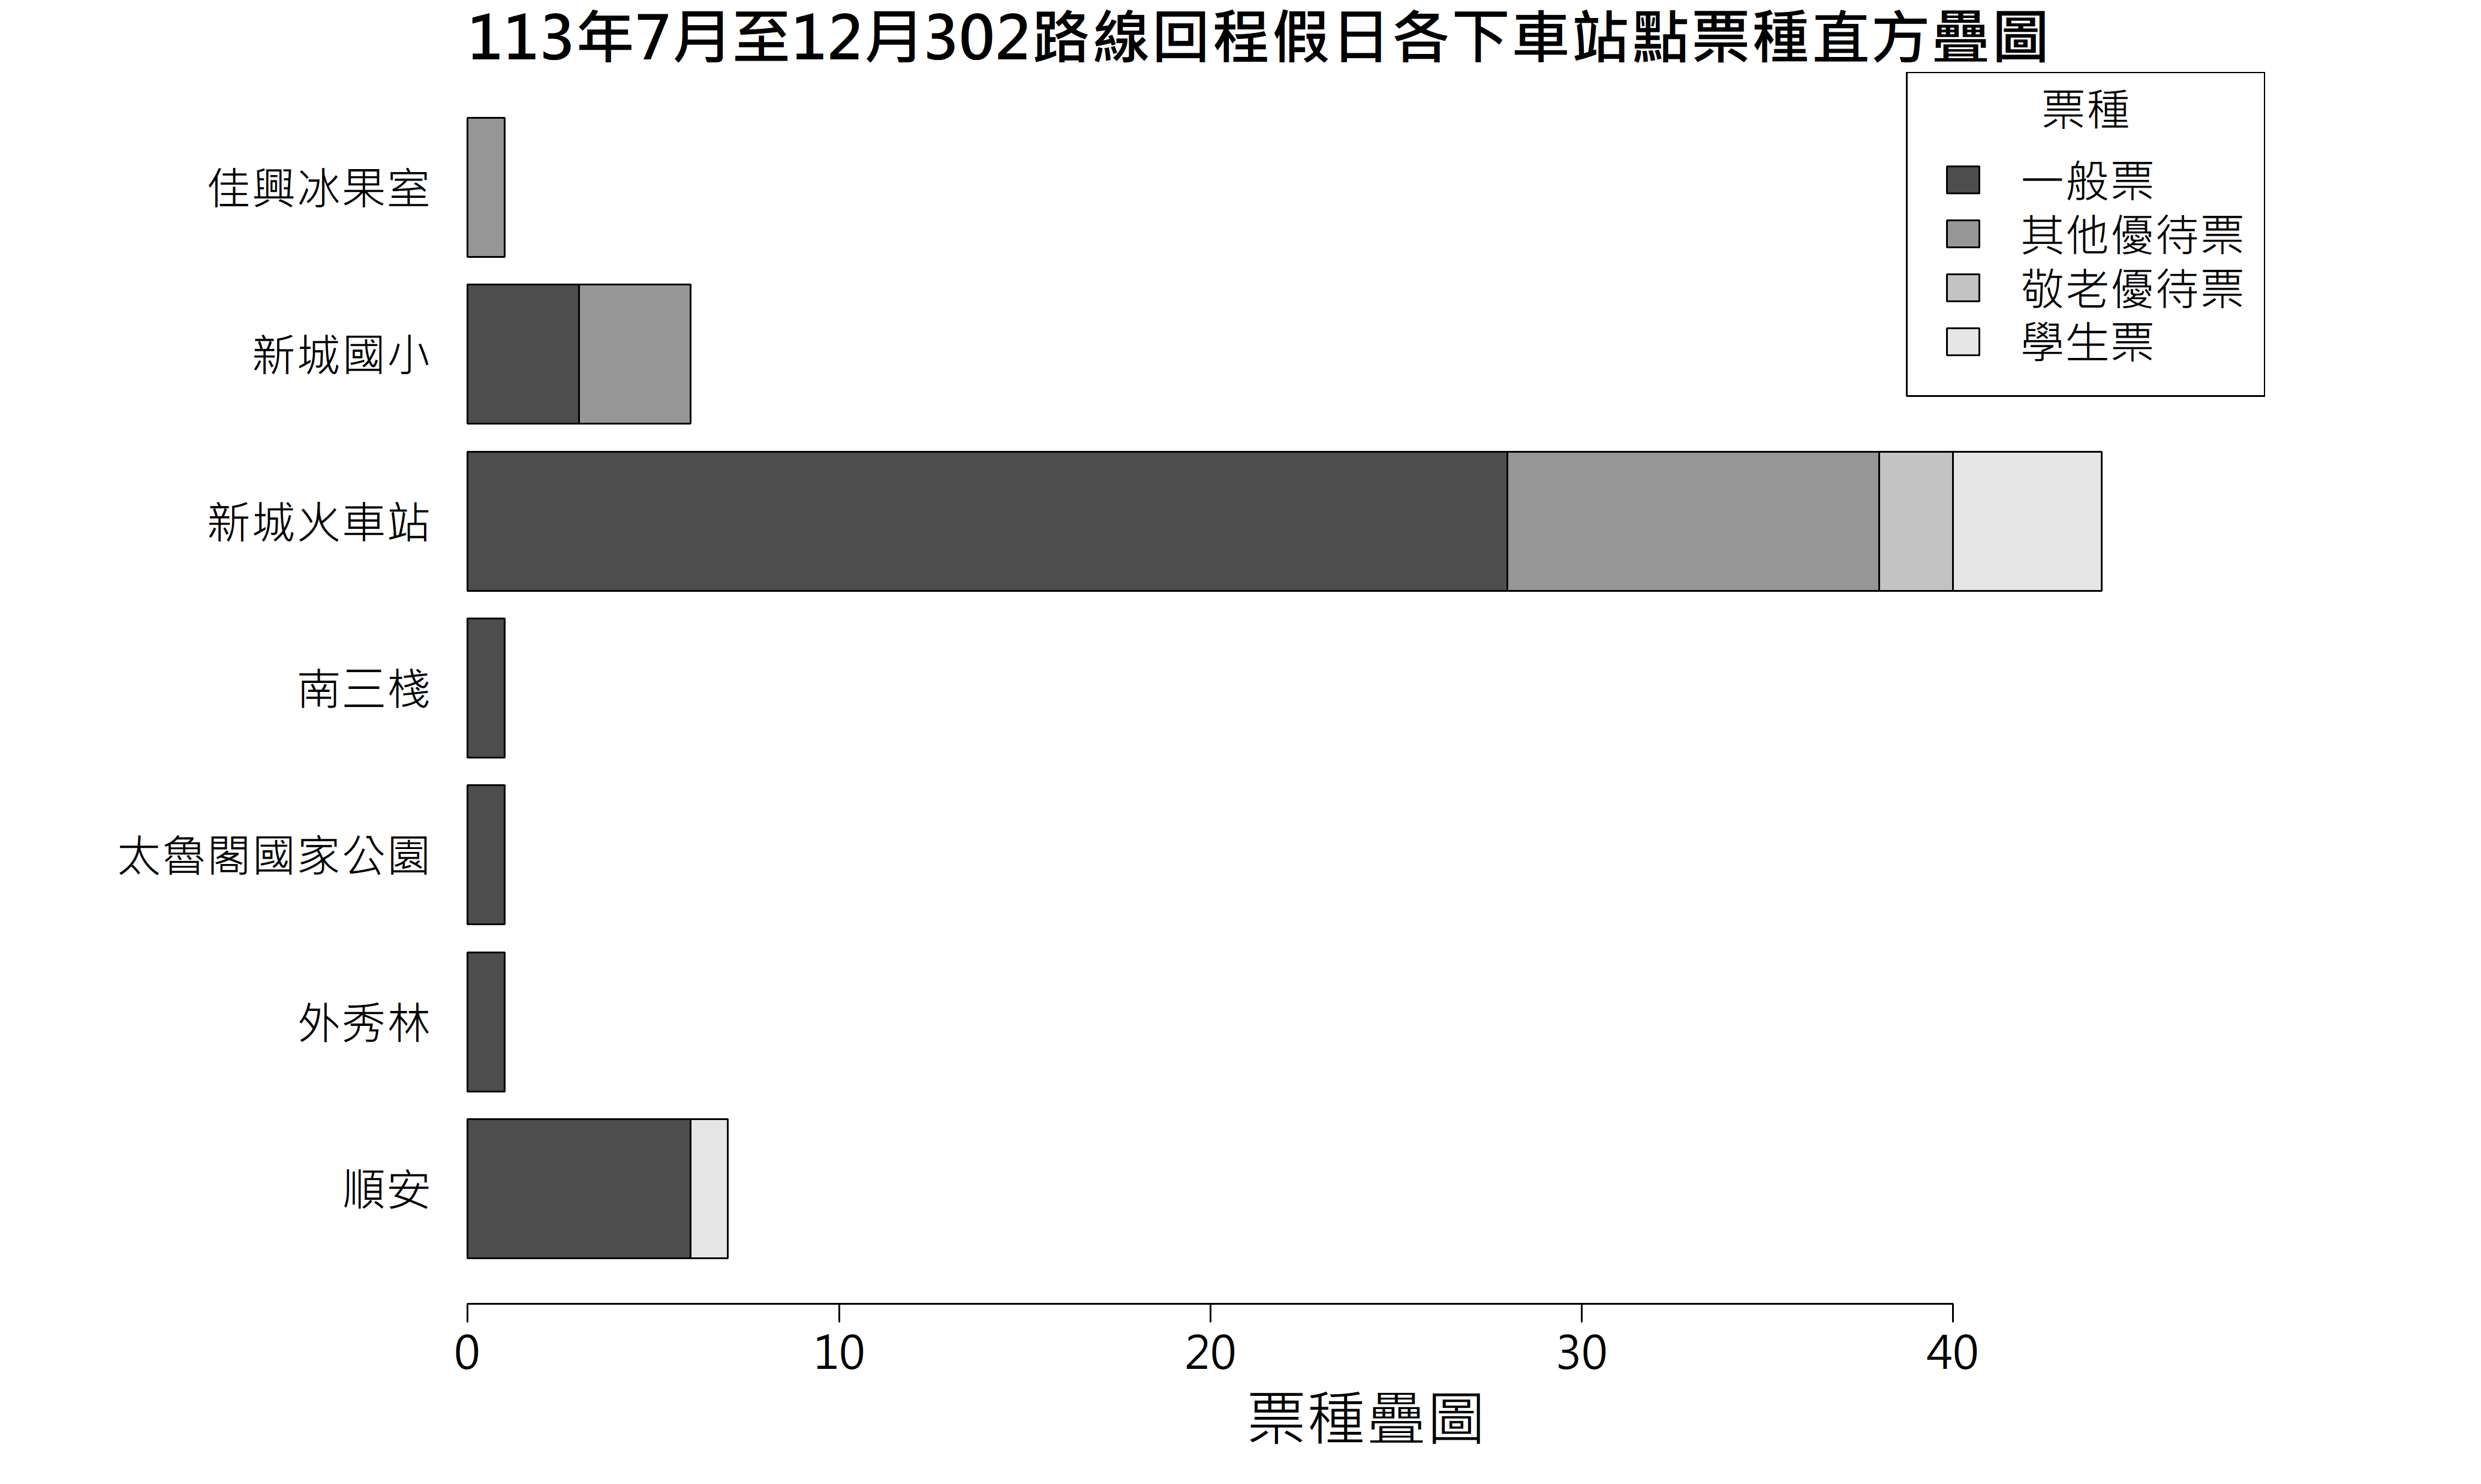 113年7月至12月302路線回程假日各下車站點票種直方疊圖
票種
一般票
其他優待票
敬老優待票
學生票
佳興冰果室
新城國小
新城火車站
南三棧
太魯閣國家公園
外秀林
順安
0 10 20 30 40
票種疊圖